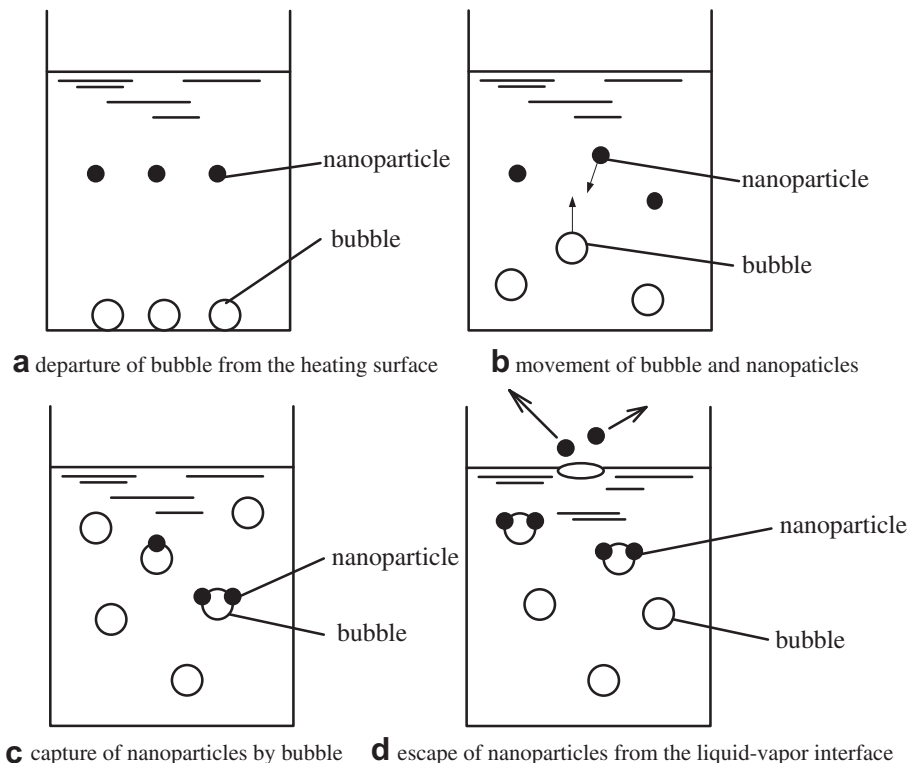 nanoparticle
bubble
nanoparticle
bubble
a departure of bubble from the heating surface
b movement of bubble and nanopaticles
nanoparticle
bubble
nanoparticle
bubble
c capture of nanoparticles by bubble
d escape of nanoparticles from the liquid-vapor interface